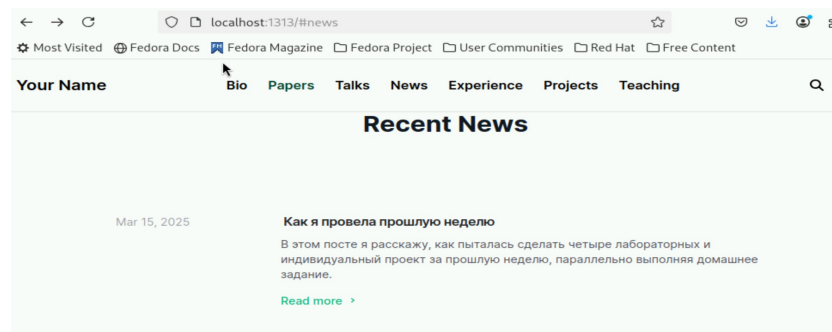 localhost:1313/#news
Most Visited Fedora Docs Fedora Magazine Fedora Project User Communities Red Hat Free Content
Your Name Bio Papers Talks News Experience Projects Teaching
Recent News
Mar 15, 2025 Как я провела прошлую неделю
В этом посте я расскажу, как пыталась сделать четыре лабораторных и
индивидуальный проект за прошлую неделю, параллельно выполняя домашнее
задание.
Read more ›